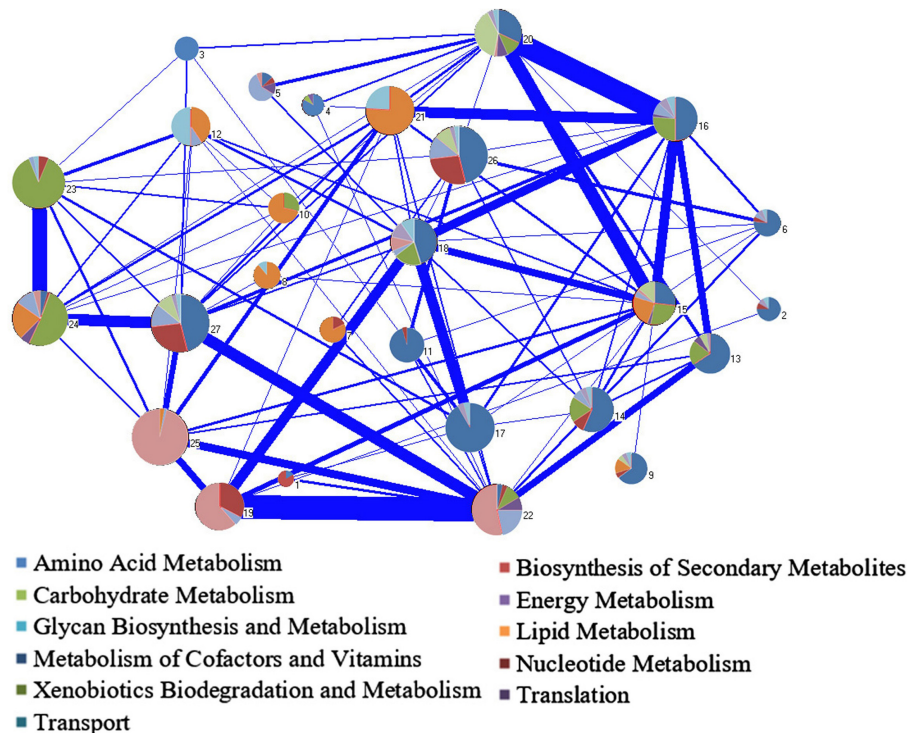 20
3
5
4
21
16
12
26
23
10
6
18
8
15
2
24
27
7
11
13
14
17
25
9
1
19
22
Amino Acid Metabolism
Carbohydrate Metabolism
Glycan Biosynthesis and Metabolism
Metabolism of Cofactors and Vitamins
Xenobiotics Biodegradation and Metabolism
Transport
Biosynthesis of Secondary Metabolites
Energy Metabolism
Lipid Metabolism
Nucleotide Metabolism
Translation